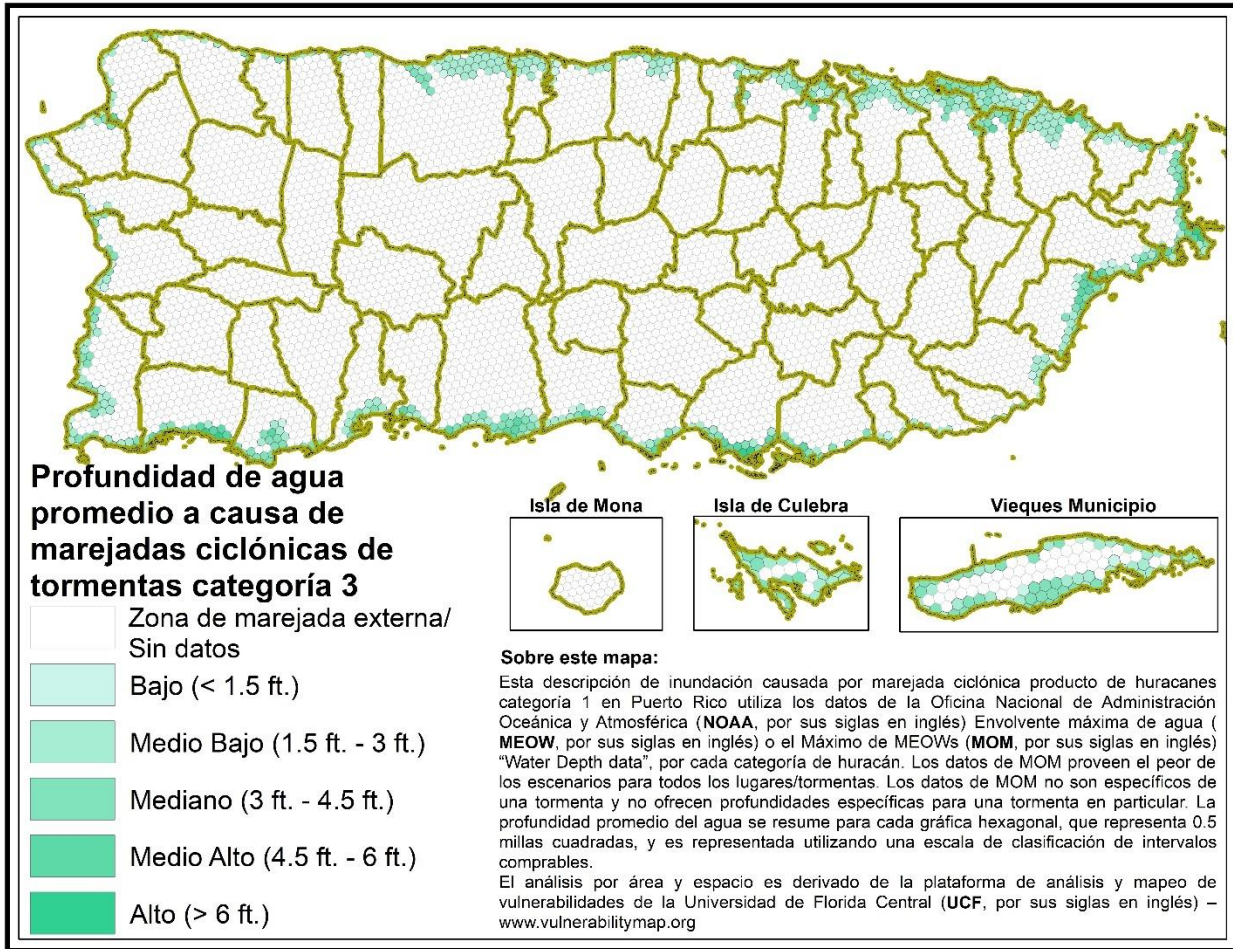 Profundidad de agua
promedio a causa de
marejadas ciclónicas de
tormentas categoría 3
Zona de marejada externa/
Sin datos
Bajo (< 1.5 ft.)
Medio Bajo (1.5 ft. - 3 ft.)
Mediano (3 ft. - 4.5 ft.)
Medio Alto (4.5 ft. - 6 ft.)
Alto (> 6 ft.)
Isla de Mona
Isla de Culebra
Vieques Municipio
Sobre este mapa:
Esta descripción de inundación causada por marejada ciclónica producto de huracanes
categoría 1 en Puerto Rico utiliza los datos de la Oficina Nacional de Administración
Oceánica y Atmosférica (NOAA, por sus siglas en inglés) Envolvente máxima de agua (
MEOW, por sus siglas en inglés) o el Máximo de MEOWs (MOM, por sus siglas en inglés)
“Water Depth data”, por cada categoría de huracán. Los datos de MOM proveen el peor de
los escenarios para todos los lugares/tormentas. Los datos de MOM no son específicos de
una tormenta y no ofrecen profundidades específicas para una tormenta en particular. La
profundidad promedio del agua se resume para cada gráfica hexagonal, que representa 0.5
millas cuadradas, y es representada utilizando una escala de clasificación de intervalos
comprables.
El análisis por área y espacio es derivado de la plataforma de análisis y mapeo de
vulnerabilidades de la Universidad de Florida Central (UCF, por sus siglas en inglés) –
www.vulnerabilitymap.org